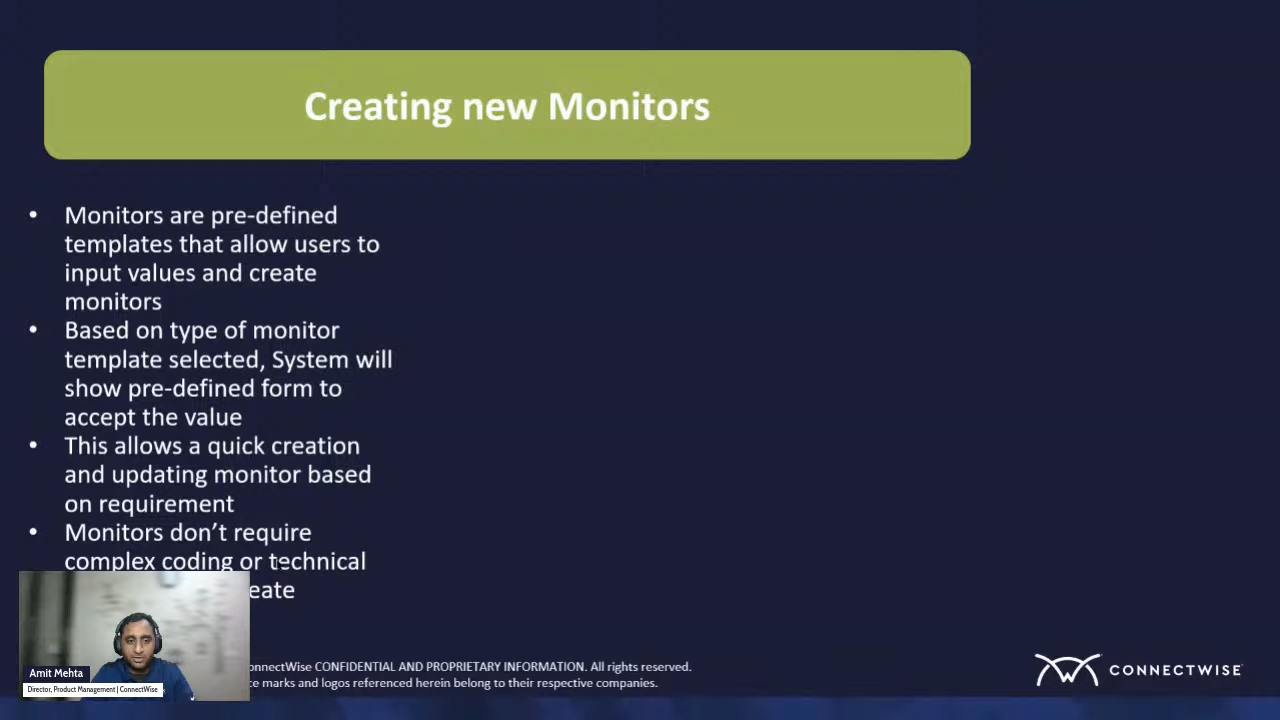 Creating new Monitors
• Monitors are pre-defined
templates that allow users to
input values and create
monitors
• Based on type of monitor
template selected, System will
show pre-defined form to
accept the value
• This allows a quick creation
and updating monitor based
on requirement
• Monitors don’t require
complex coding or technical
eate
Amit Mehta
Director, Product Management | ConnectWise
onnectWise CONFIDENTIAL AND PROPRIETARY INFORMATION. All rights reserved.
ce marks and logos referenced herein belong to their respective companies.
CONNECTWISE